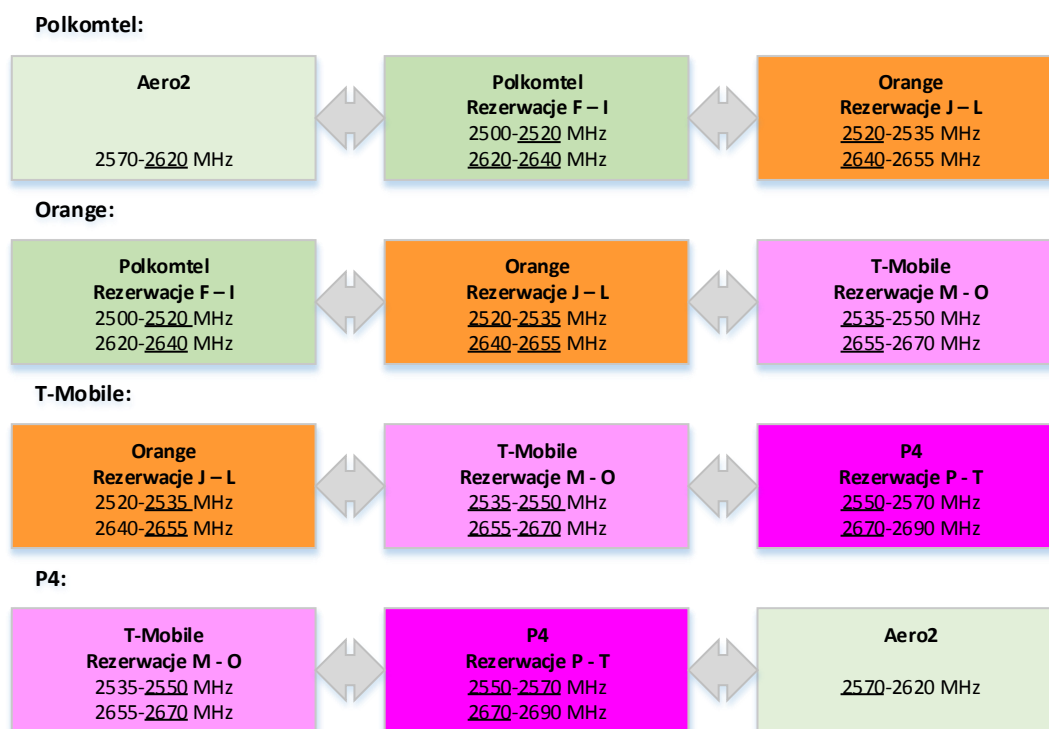 Polkomtel:
Aero2
2570-2620 MHz
Polkomtel
Rezerwacje F – I
2500-2520 MHz
2620-2640 MHz
Orange
Rezerwacje J – L
2520-2535 MHz
2640-2655 MHz
Orange:
Polkomtel
Rezerwacje F – I
2500-2520 MHz
2620-2640 MHz
Orange
Rezerwacje J – L
2520-2535 MHz
2640-2655 MHz
T-Mobile
Rezerwacje M - O
2535-2550 MHz
2655-2670 MHz
T-Mobile:
Orange
Rezerwacje J – L
2520-2535 MHz
2640-2655 MHz
T-Mobile
Rezerwacje M - O
2535-2550 MHz
2655-2670 MHz
P4
Rezerwacje P - T
2550-2570 MHz
2670-2690 MHz
P4:
T-Mobile
Rezerwacje M - O
2535-2550 MHz
2655-2670 MHz
P4
Rezerwacje P - T
2550-2570 MHz
2670-2690 MHz
Aero2
2570-2620 MHz